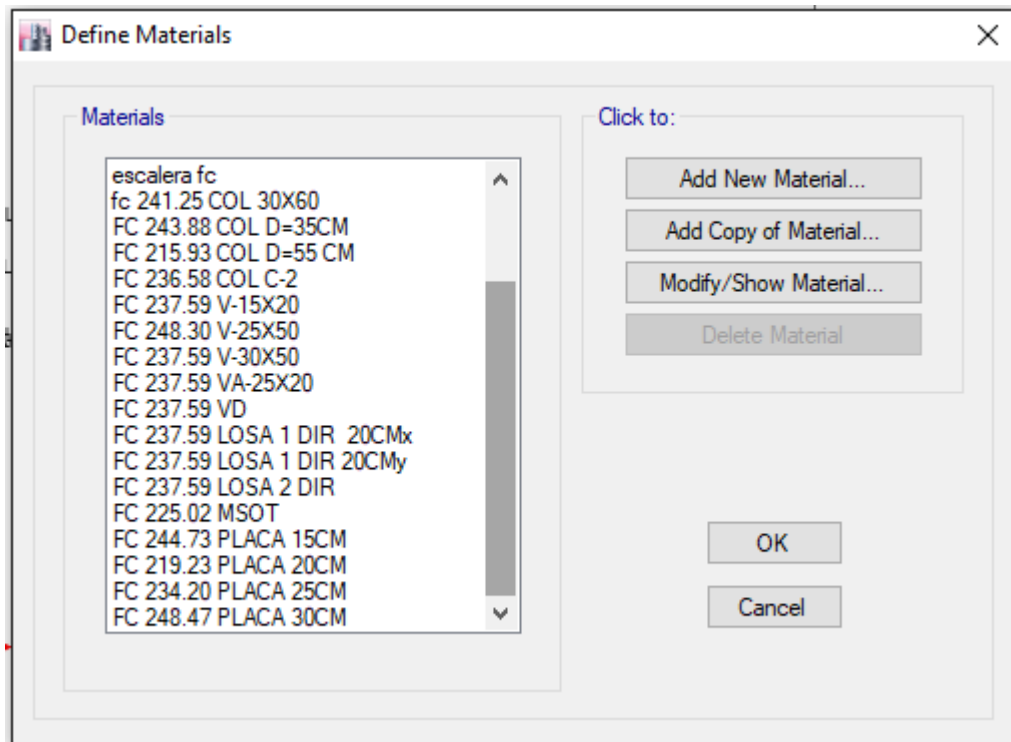 Define Materials
Materials
escalera fc
fc 241.25 COL 30X60
FC 243.88 COL D=35CM
FC 215.93 COL D=55 CM
FC 236.58 COL C-2
FC 237.59 V-15X20
FC 248.30 V-25X50
FC 237.59 V-30X50
FC 237.59 VA-25X20
FC 237.59 VD
FC 237.59 LOSA 1 DIR  20CMx
FC 237.59 LOSA 1 DIR 20CMy
FC 237.59 LOSA 2 DIR
FC 225.02 MSOT
FC 244.73 PLACA 15CM
FC 219.23 PLACA 20CM
FC 234.20 PLACA 25CM
FC 248.47 PLACA 30CM
Click to:
Add New Material...
Add Copy of Material...
Modify/Show Material...
Delete Material
OK
Cancel